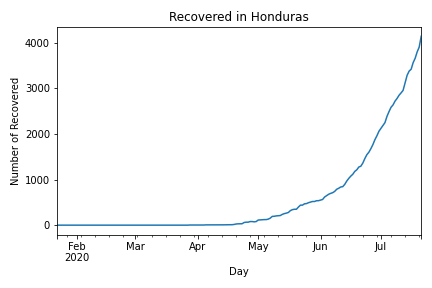 Recovered in Honduras
Number of Recovered
4000
3000
2000
1000
0
Feb Mar Apr May Jun Jul
2020
Day